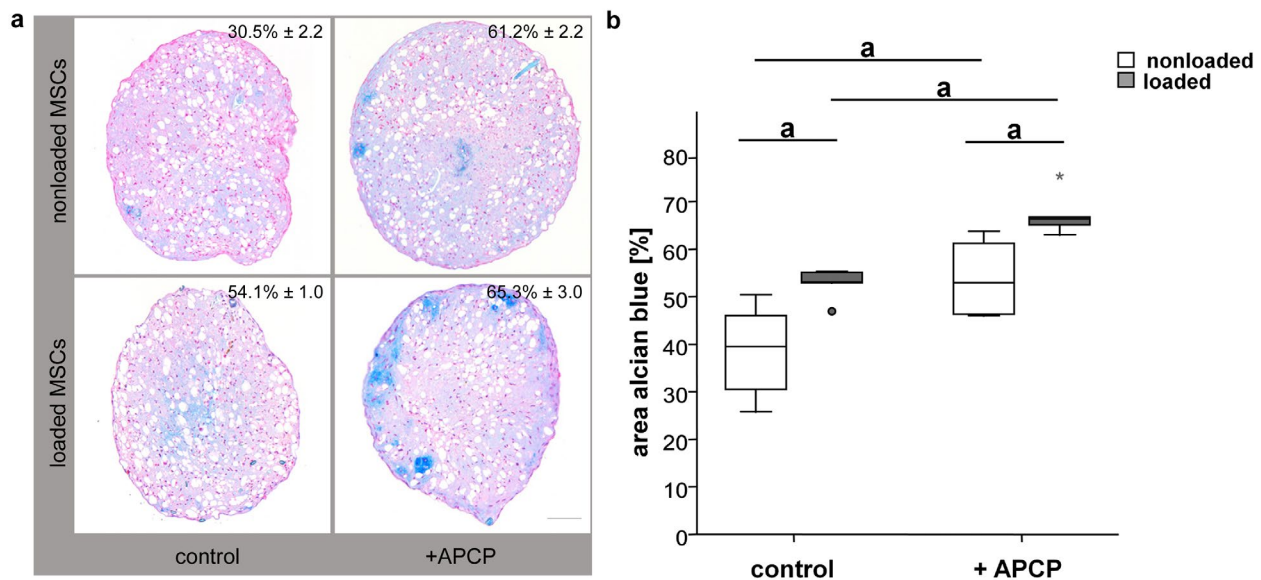 a
nonloaded MSCs
30.5% ± 2.2
61.2% ± 2.2
loaded MSCs
54.1% ± 1.0
65.3% ± 3.0
control
+APCP
b
nonloaded
loaded
a
a
a
a
area alcian blue [%]
80
70
60
50
40
30
20
10
0
*
control
+ APCP